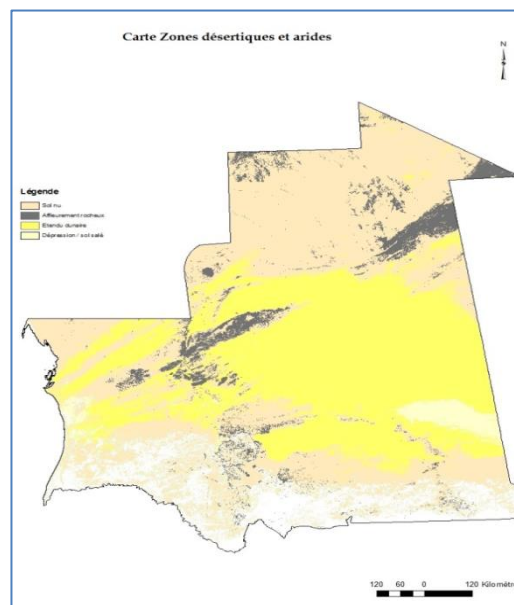 Carte Zones désertiques et arides
N
Légende
Sol nu
Affleurement rocheux
Etendu dunaire
Dépression / sol salé
120 60 0 120 Kilomètre